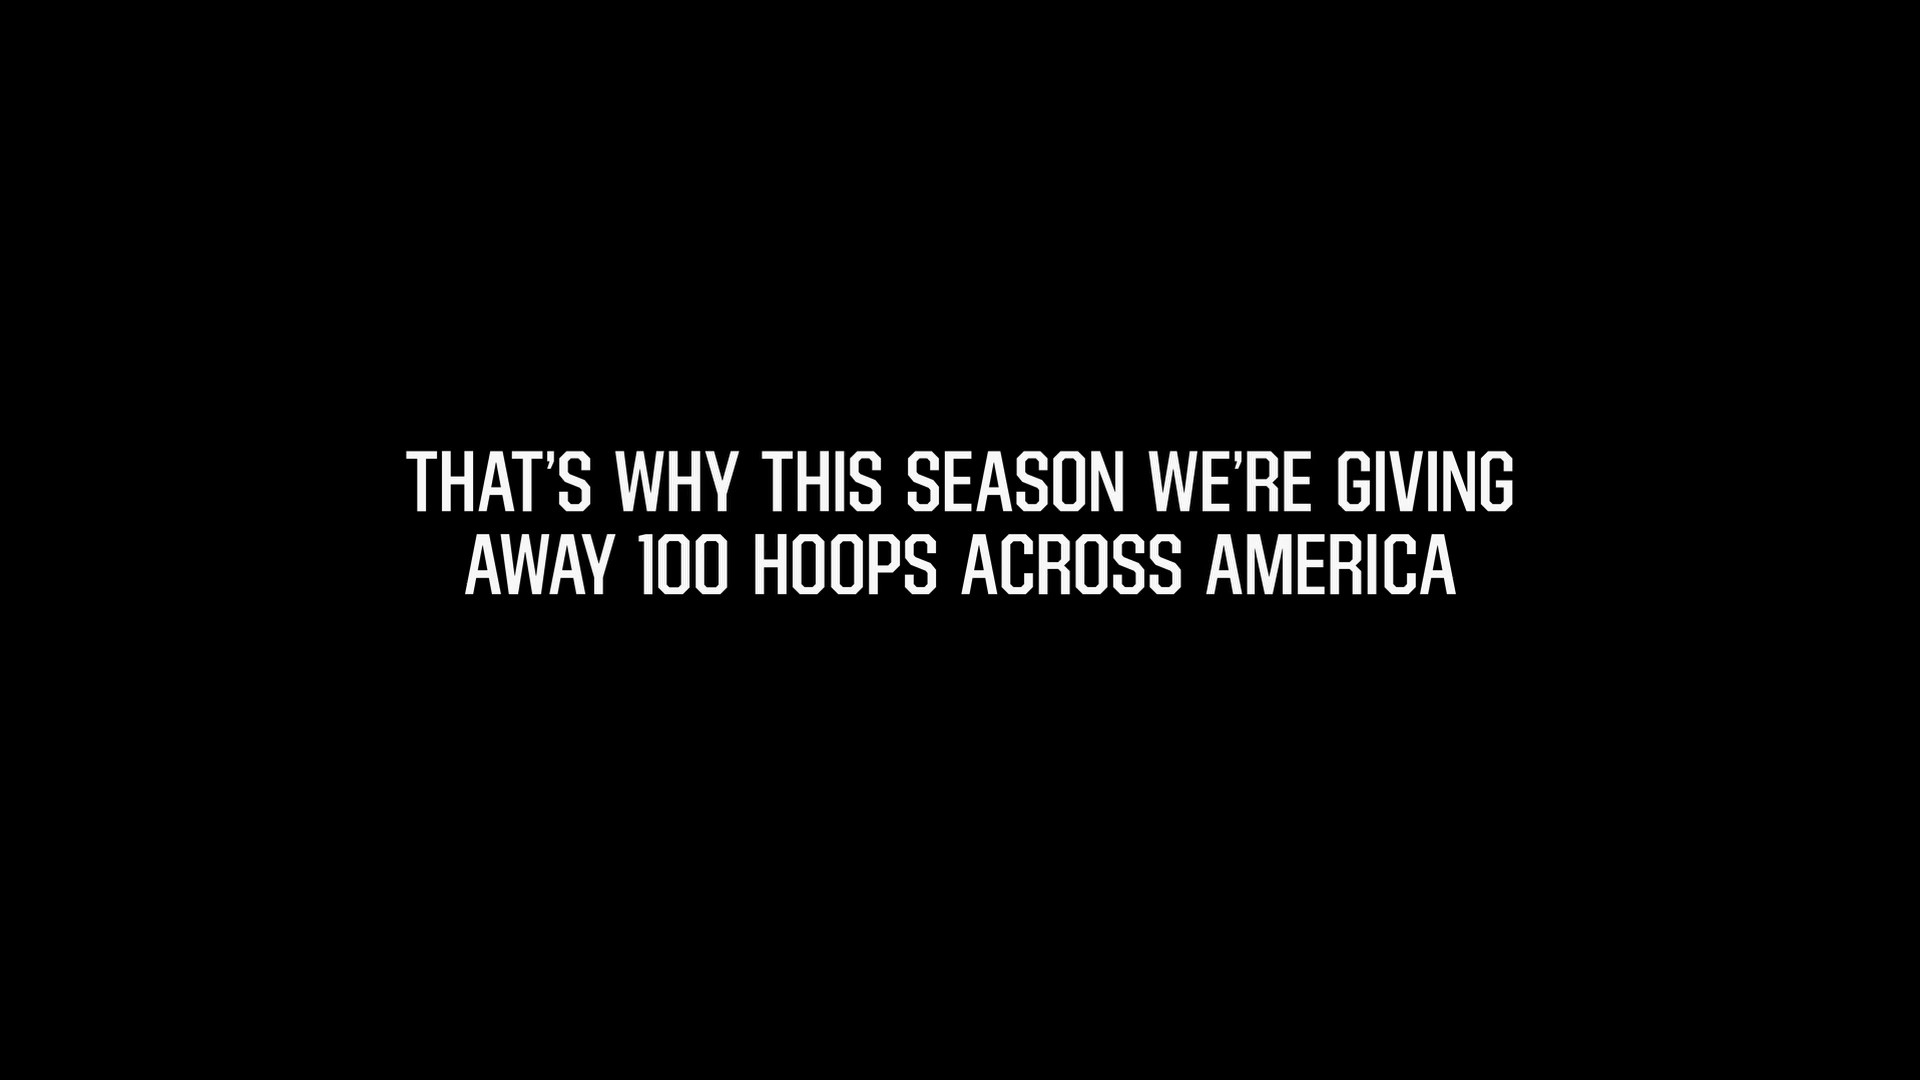 THAT’S WHY THIS SEASON WE’RE GIVING
AWAY 100 HOOPS ACROSS AMERICA